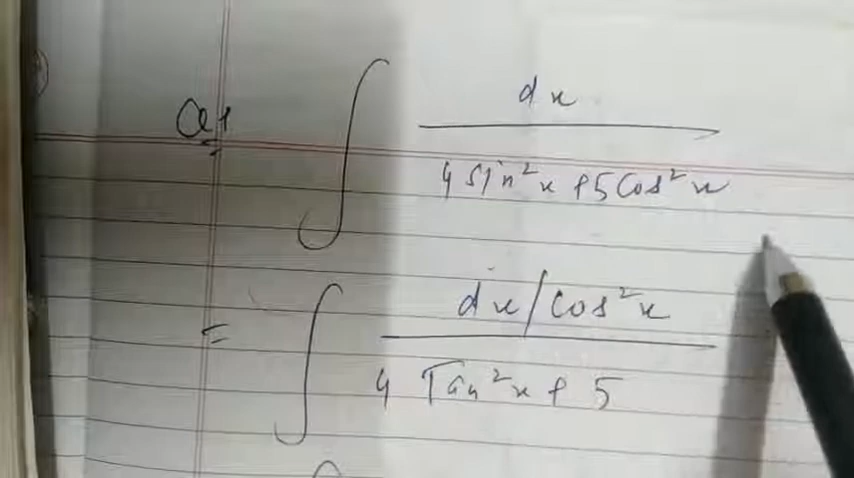 Q1 ∫ dx / 4 sin²x + 5 Cos²x
= ∫ dx/Cos²x / 4 Tan²x + 5